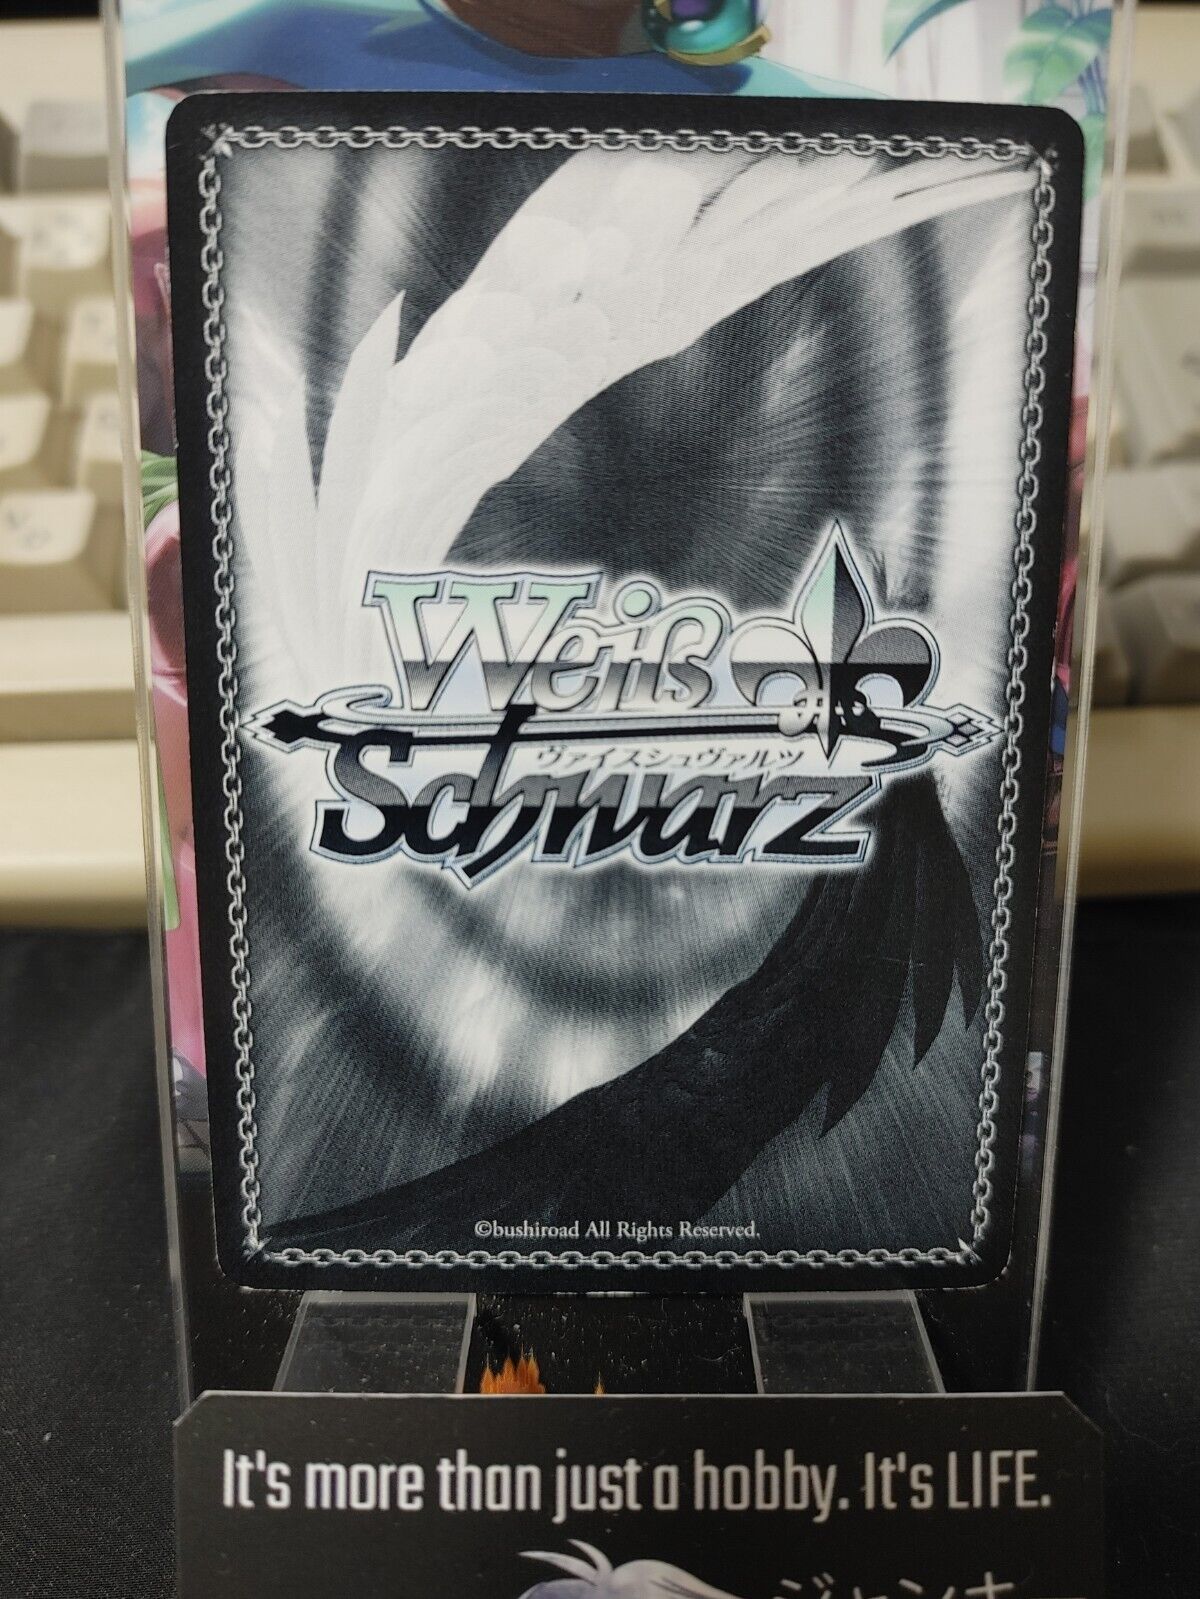 Weiß
ヴァイスシュヴァルツ
Schwarz
©bushiroad All Rights Reserved.
It's more than just a hobby. It's LIFE.